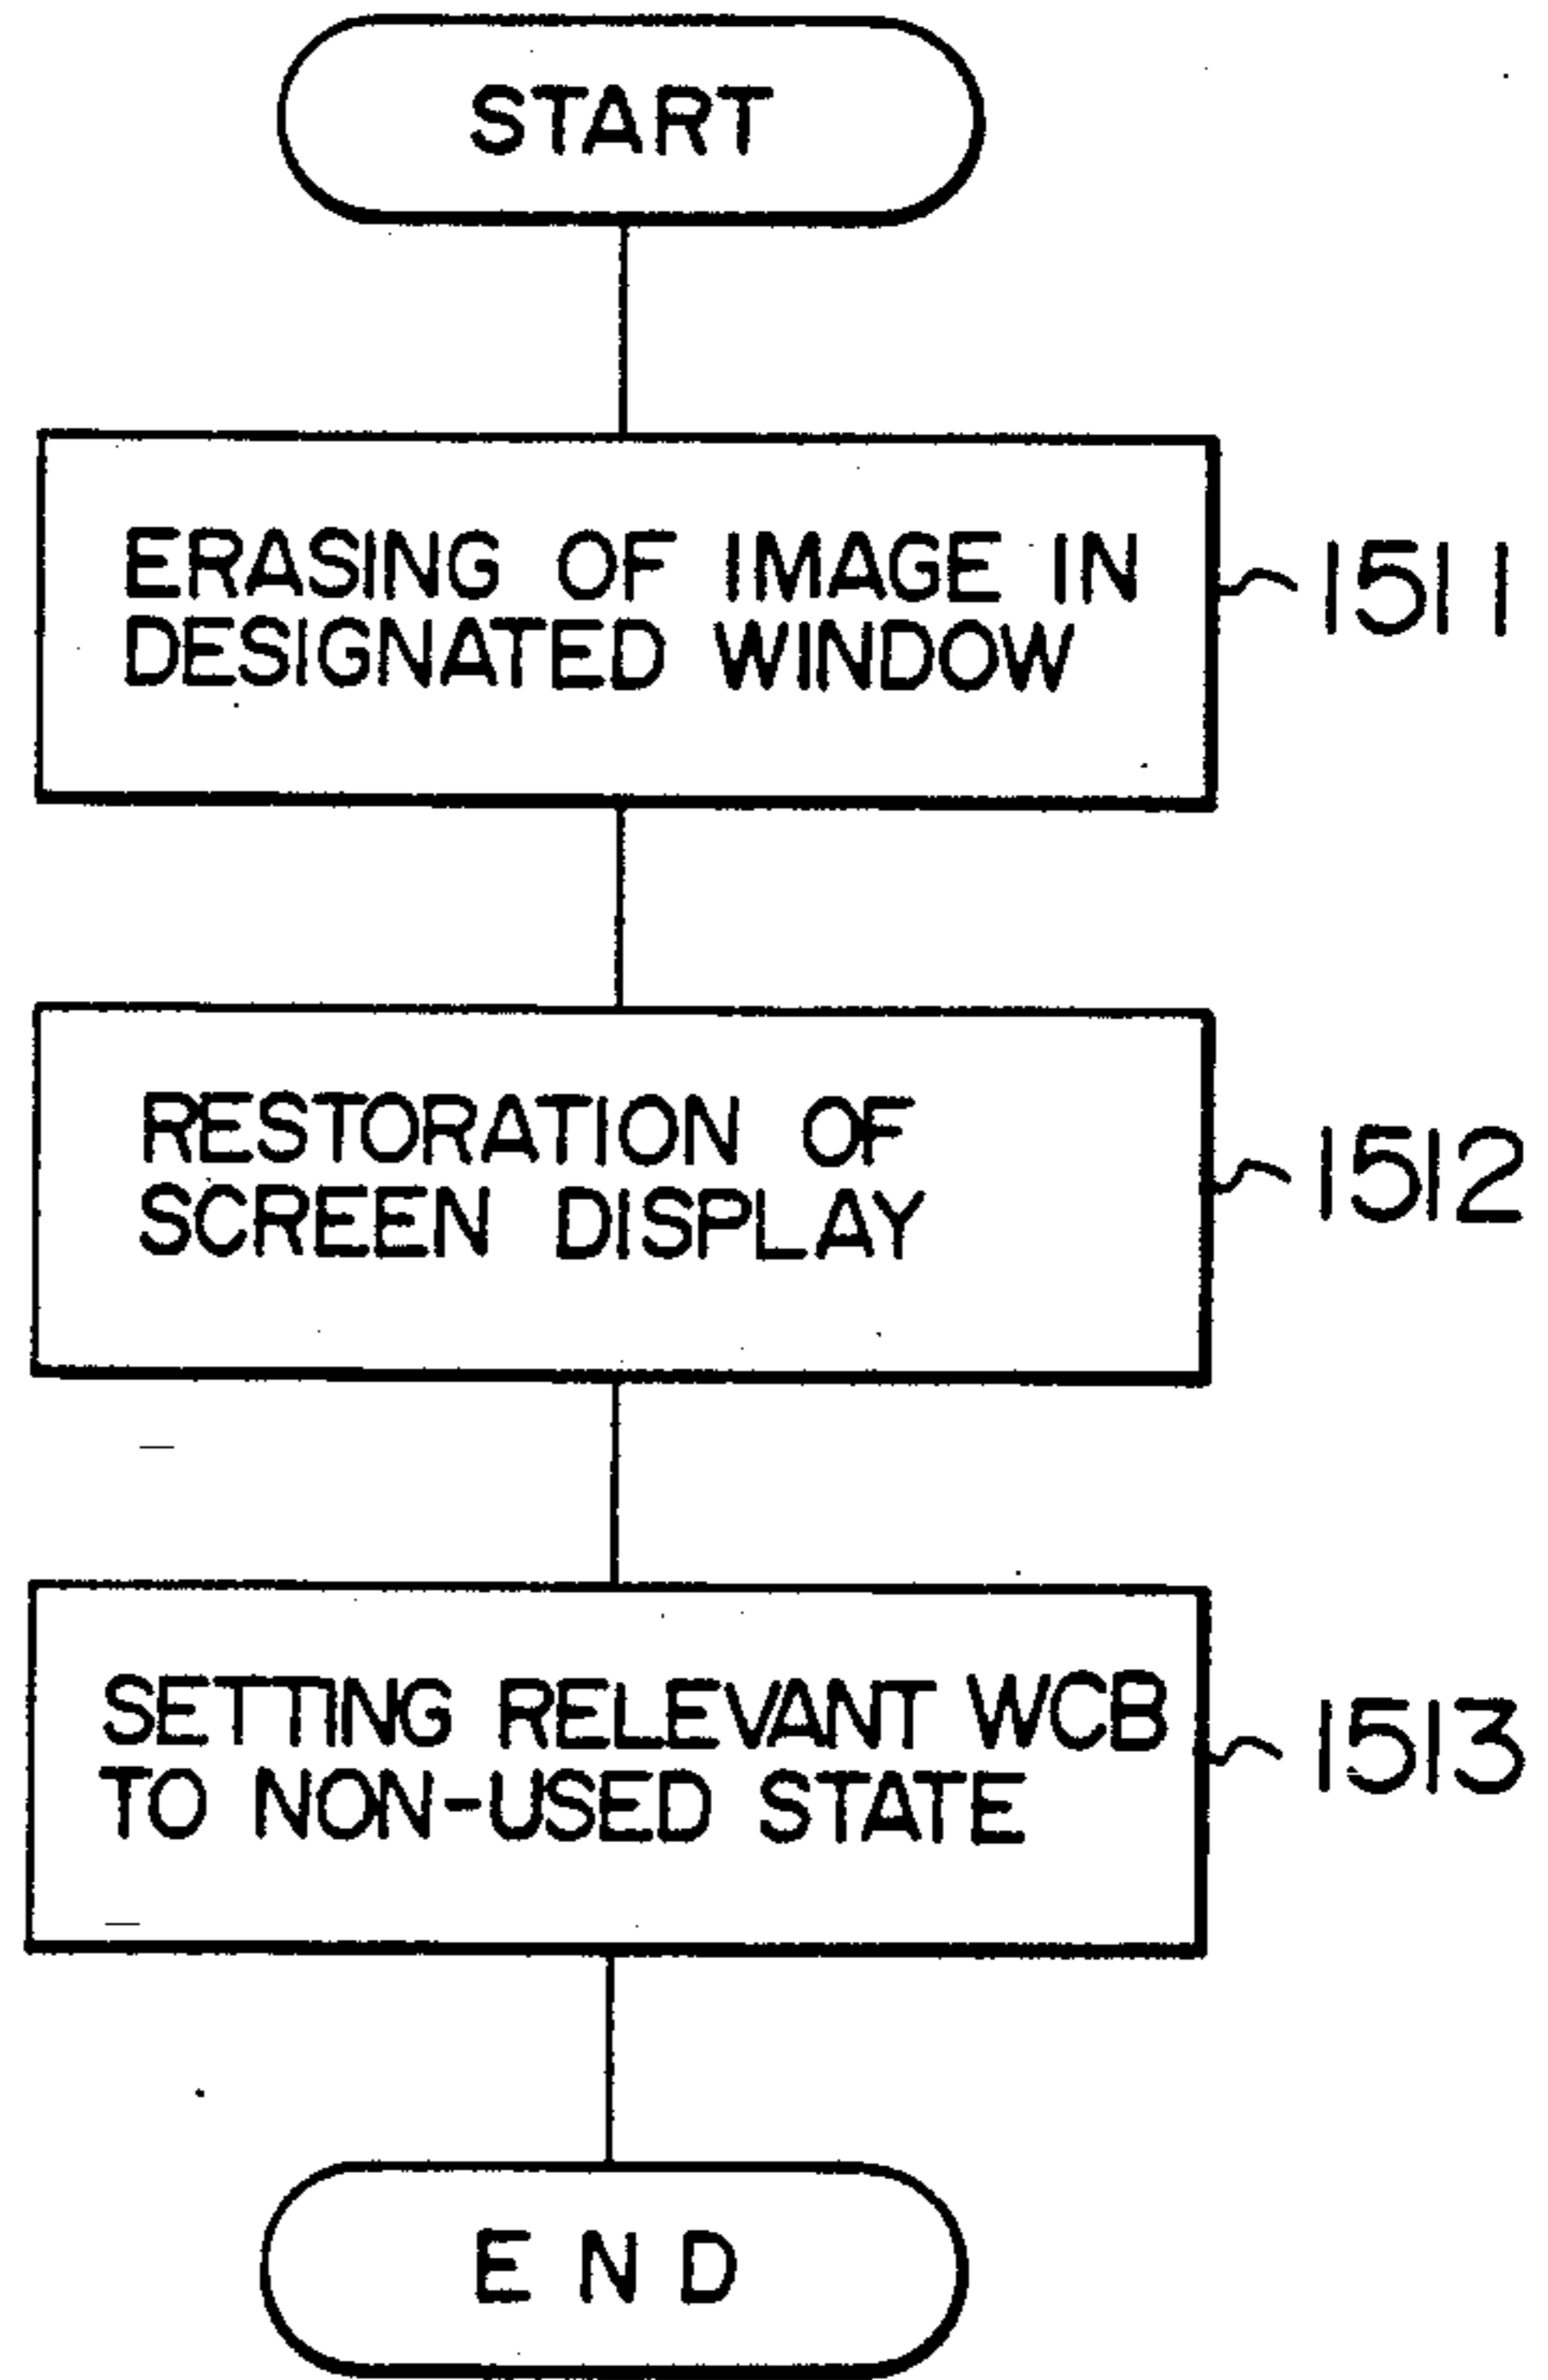 START
ERASING OF IMAGE IN
DESIGNATED WINDOW
1511
RESTORATION OF
SCREEN DISPLAY
1512
SETTING RELEVANT WCB
TO NON-USED STATE
1513
END